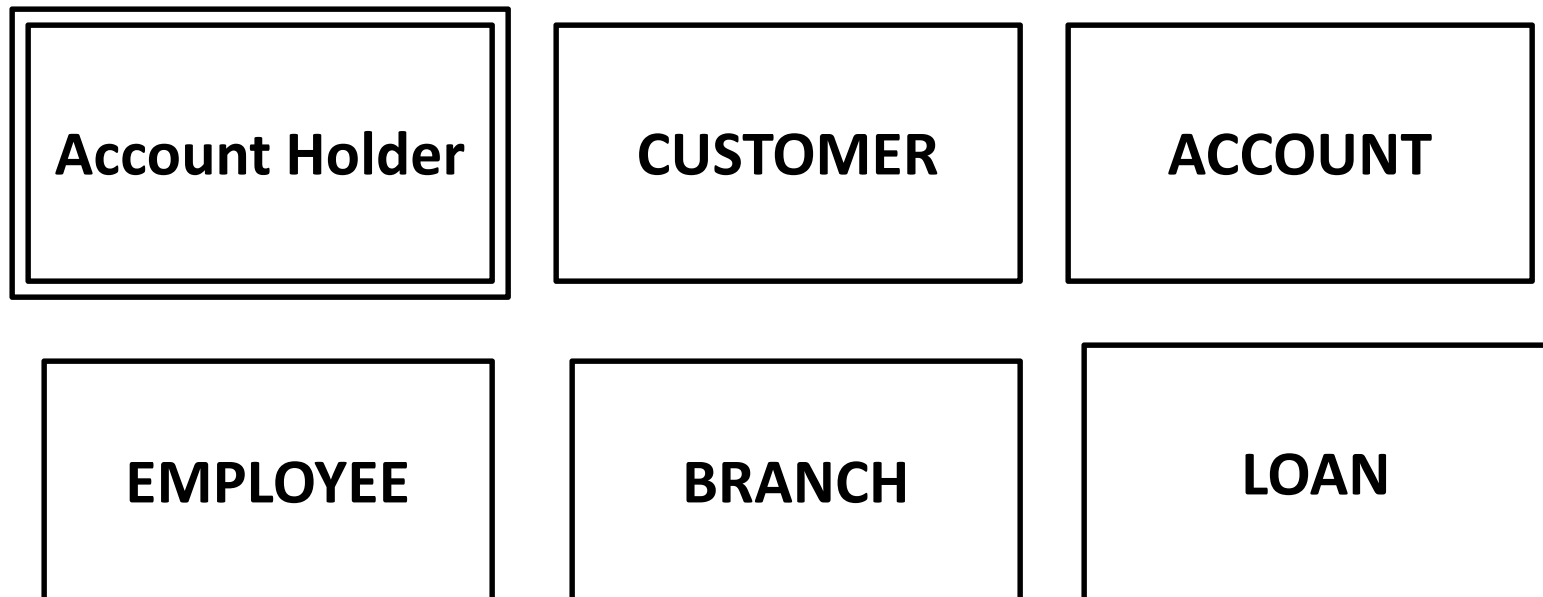 Account Holder
CUSTOMER
ACCOUNT
EMPLOYEE
BRANCH
LOAN